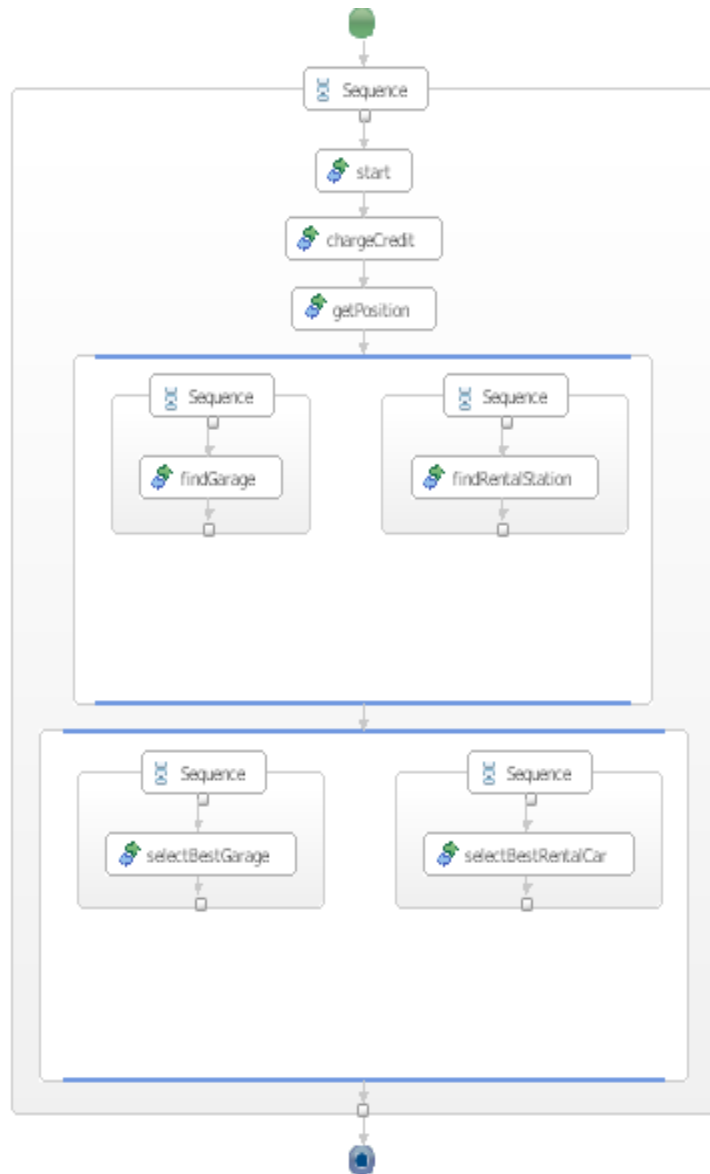 Sequence
start
chargeCredit
getPosition
Sequence
Sequence
findGarage
findRentalStation
Sequence
Sequence
selectBestGarage
selectBestRentalCar